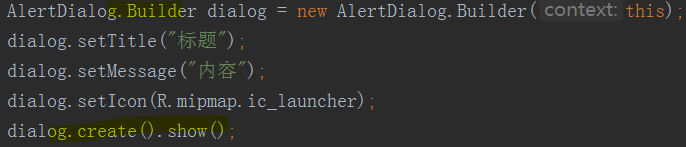 AlertDialog.Builder dialog = new AlertDialog.Builder( context: this);
dialog.setTitle("标题");
dialog.setMessage("内容");
dialog.setIcon(R.mipmap.ic_launcher);
dialog.create().show();